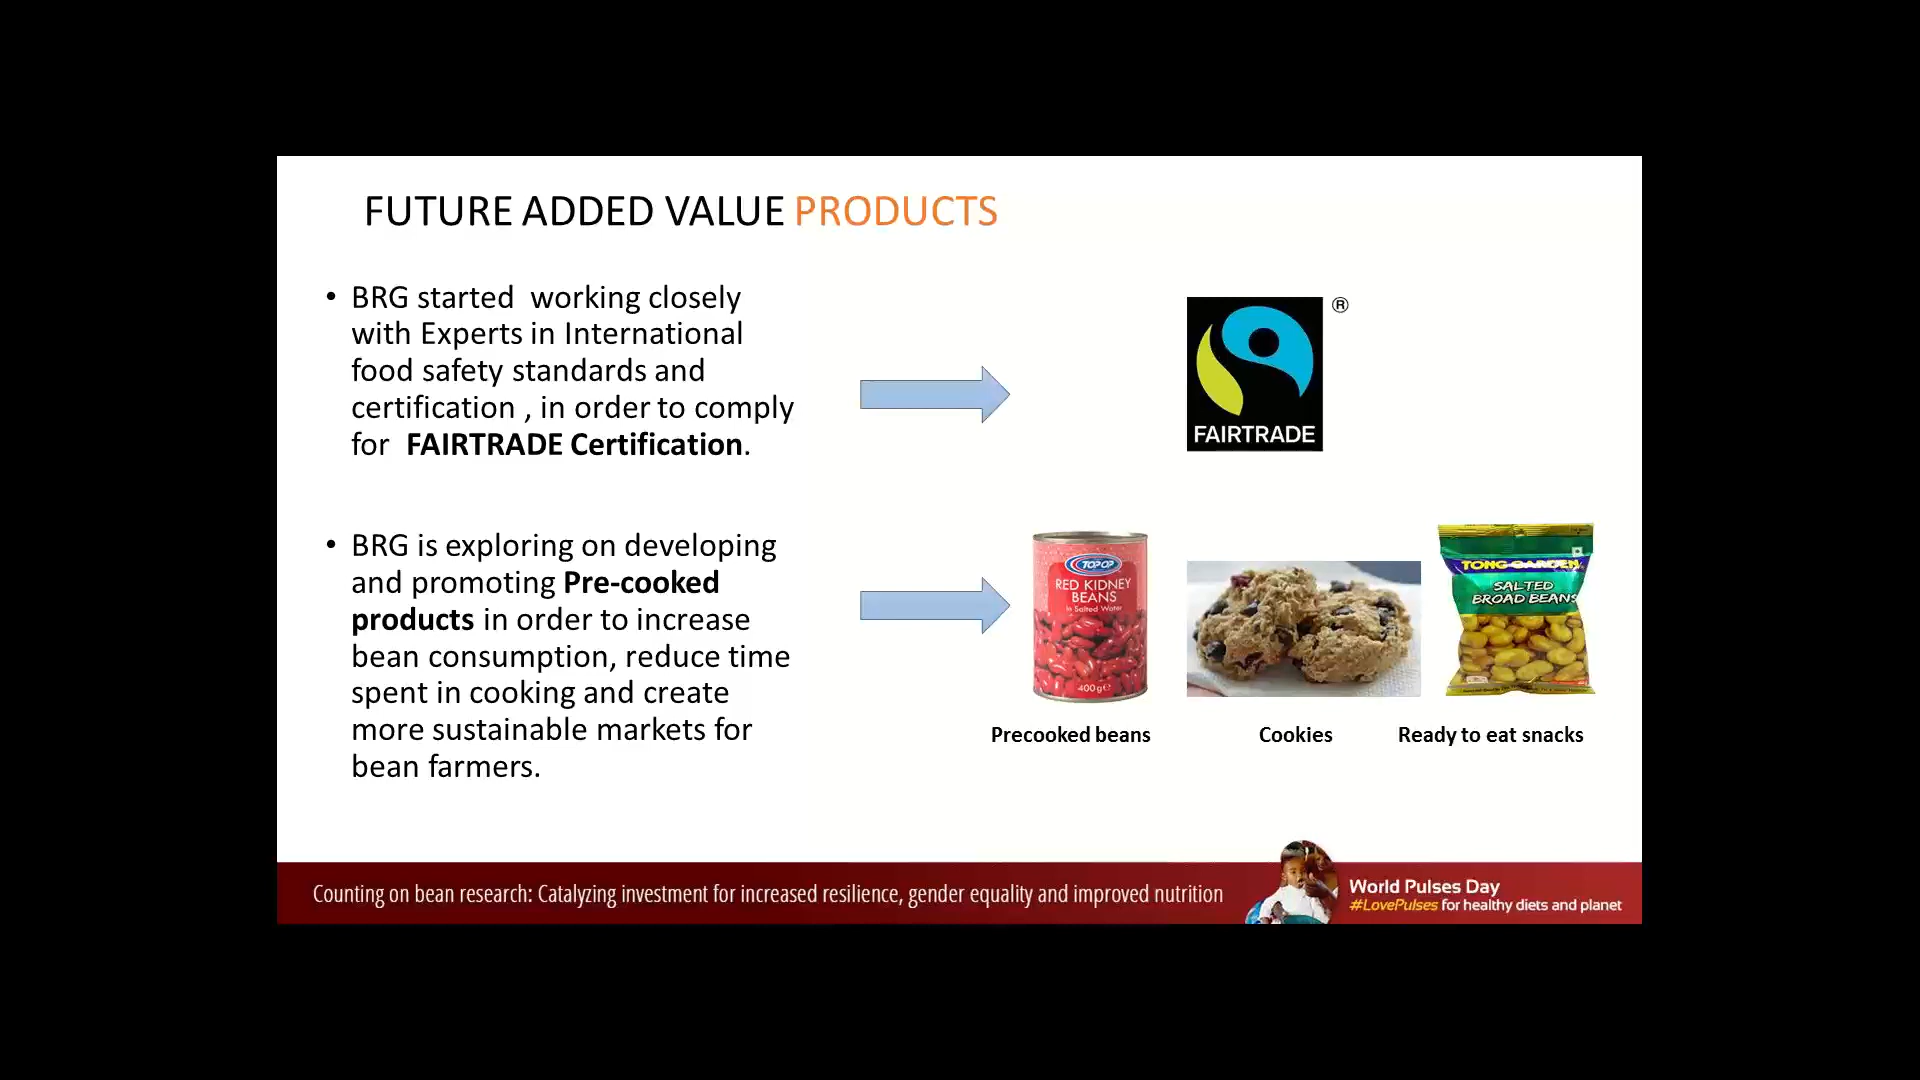 FUTURE ADDED VALUE PRODUCTS
• BRG started working closely
with Experts in International
food safety standards and
certification , in order to comply
for FAIRTRADE Certification.
®
FAIRTRADE
• BRG is exploring on developing
and promoting Pre-cooked
products in order to increase
bean consumption, reduce time
spent in cooking and create
more sustainable markets for
bean farmers.
TOP OP
RED KIDNEY
BEANS
in Salted Water
400g e
TONG GARDEN
SALTED
BROAD BEANS
Precooked beans
Cookies
Ready to eat snacks
Counting on bean research: Catalyzing investment for increased resilience, gender equality and improved nutrition
World Pulses Day
#LovePulses for healthy diets and planet